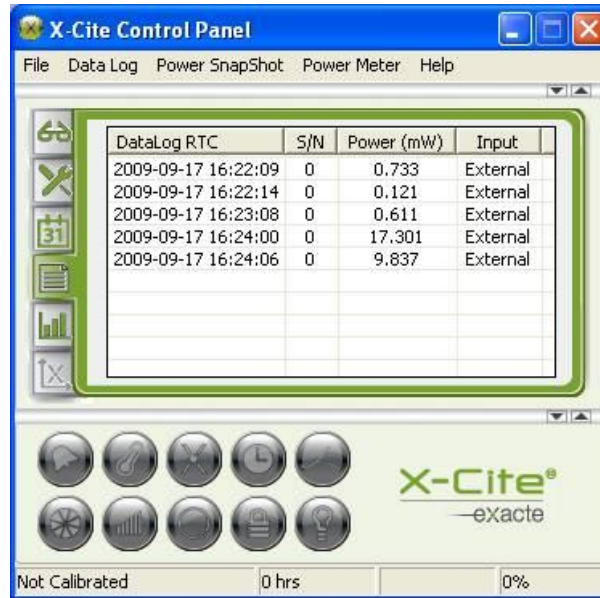 X-Cite Control Panel
File Data Log Power SnapShot Power Meter Help
DataLog RTC S/N Power (mW) Input
2009-09-17 16:22:09 0 0.733 External
2009-09-17 16:22:14 0 0.121 External
2009-09-17 16:23:08 0 0.611 External
2009-09-17 16:24:00 0 17.301 External
2009-09-17 16:24:06 0 9.837 External
31
X
X-Cite®
exacte
Not Calibrated 0 hrs 0%